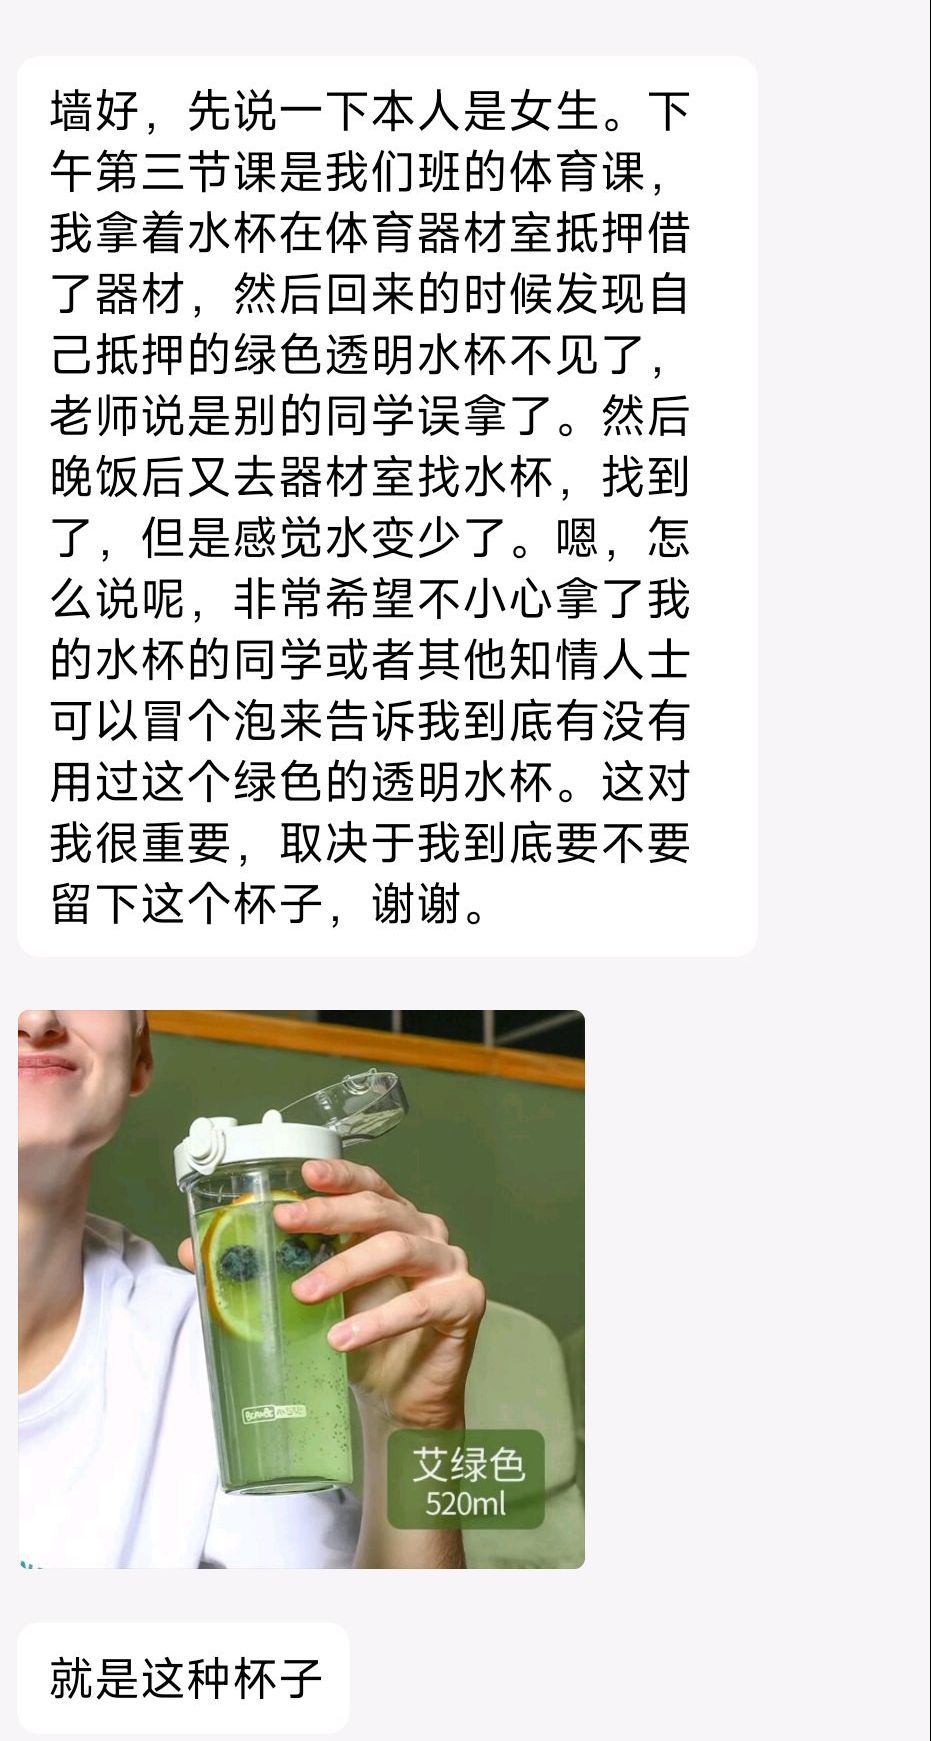 墙好，先说一下本人是女生。下
午第三节课是我们班的体育课，
我拿着水杯在体育器材室抵押借
了器材，然后回来的时候发现自
己抵押的绿色透明水杯不见了，
老师说是别的同学误拿了。然后
晚饭后又去器材室找水杯，找到
了，但是感觉水变少了。嗯，怎
么说呢，非常希望不小心拿了我
的水杯的同学或者其他知情人士
可以冒个泡来告诉我到底有没有
用过这个绿色的透明水杯。这对
我很重要，取决于我到底要不要
留下这个杯子，谢谢。
艾绿色
520ml
就是这种杯子